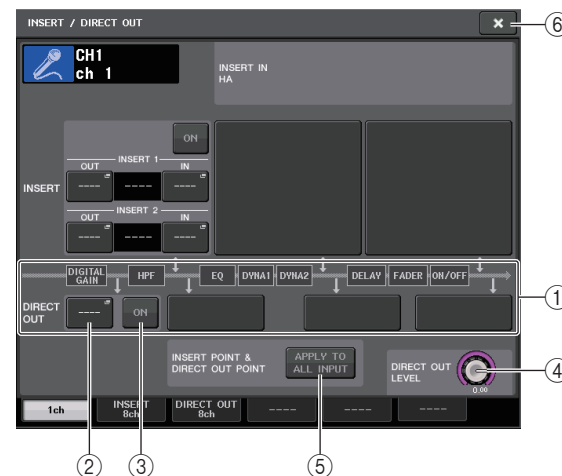 INSERT / DIRECT OUT
×
⑥
CH1
ch 1
INSERT IN
HA
ON
INSERT 1
OUT
IN
INSERT
----
----
----
INSERT 2
OUT
IN
----
----
----
DIGITAL GAIN
HPF
EQ
DYNA1
DYNA2
DELAY
FADER
ON/OFF
①
DIRECT OUT
----
ON
INSERT POINT &
DIRECT OUT POINT
APPLY TO
ALL INPUT
DIRECT OUT
LEVEL
0.00
④
1ch
INSERT
8ch
DIRECT OUT
8ch
----
----
----
②
③
⑤